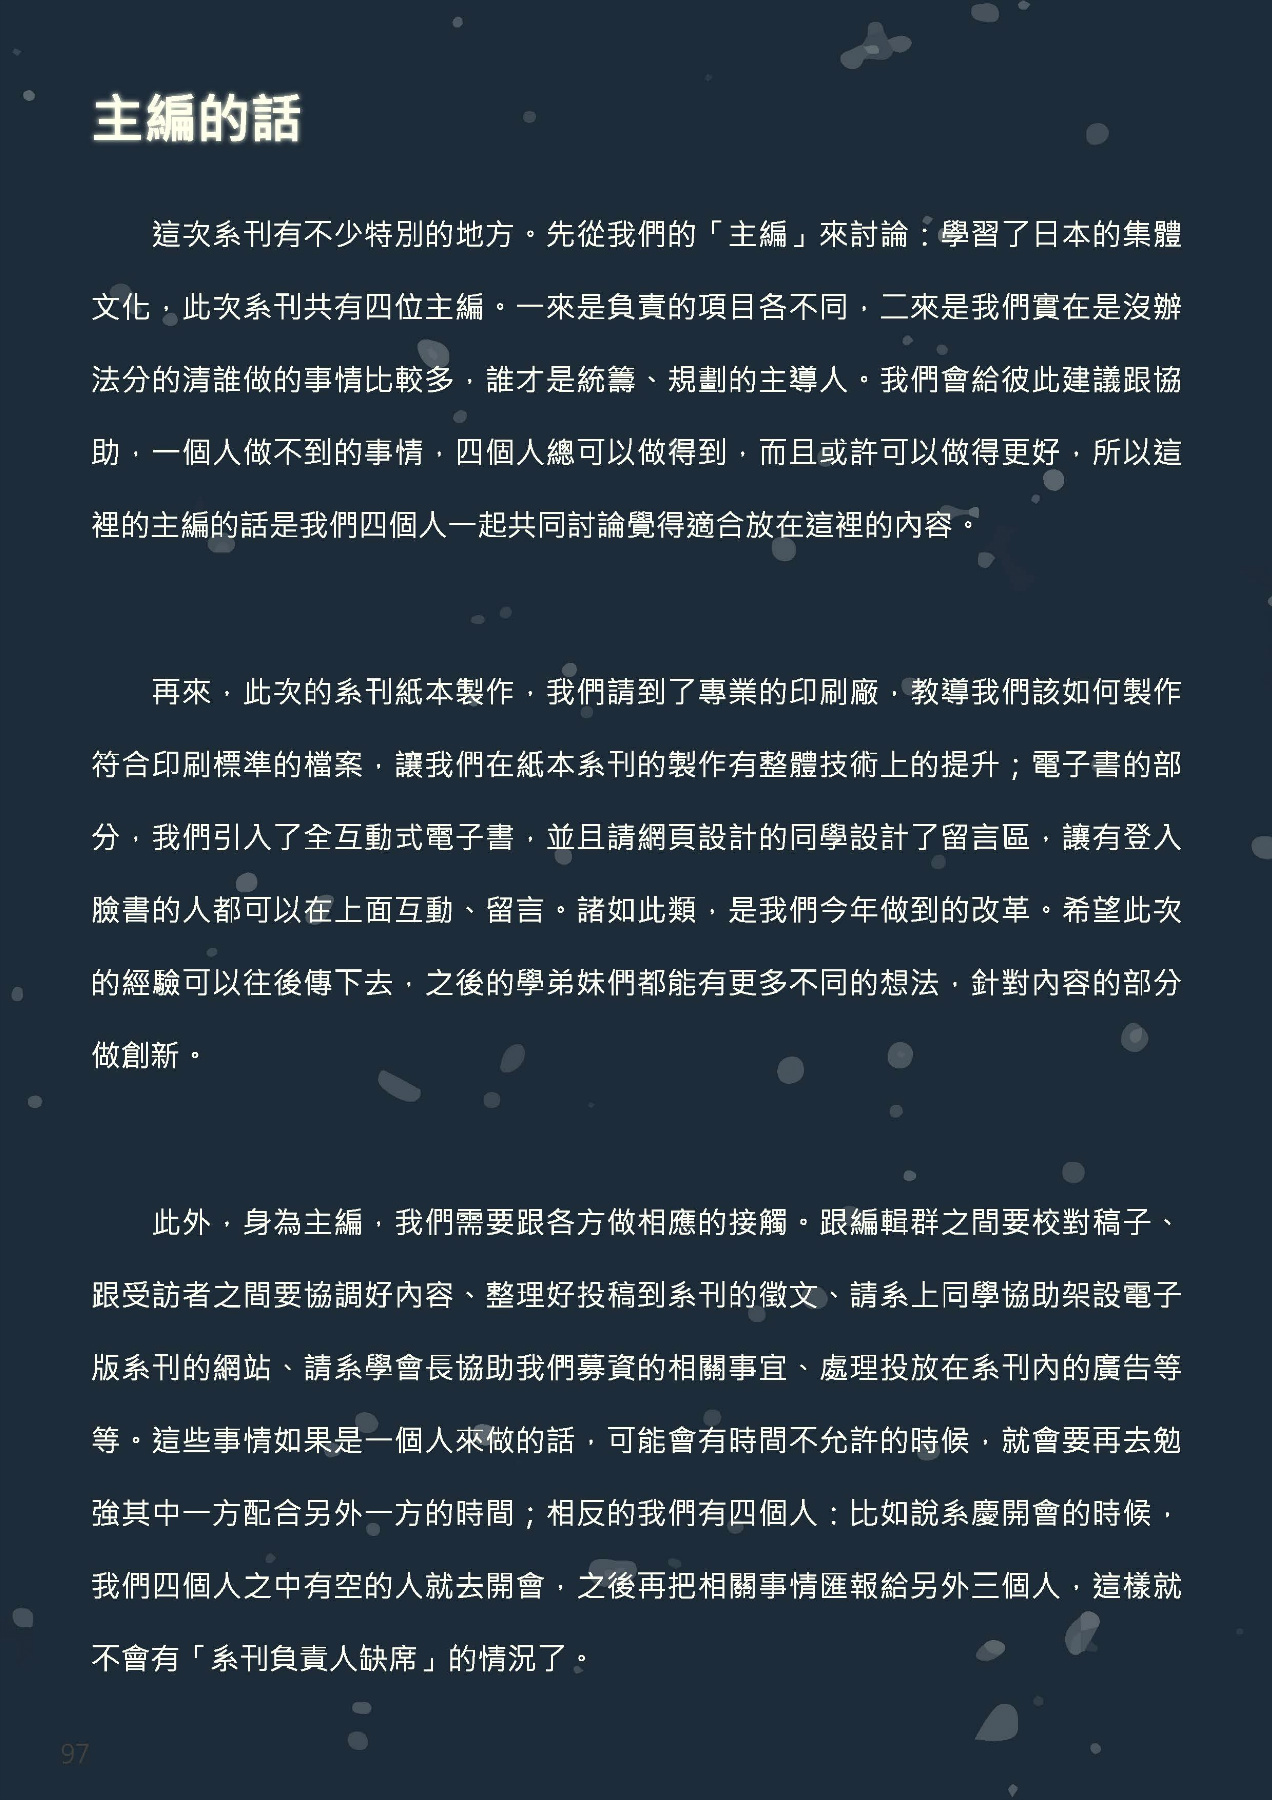 主編的話
這次系刊有不少特別的地方。先從我們的「主編」來討論：學習了日本的集體
文化，此次系刊共有四位主編。一來是負責的項目各不同，二來是我們實在是沒辦
法分的清誰做的事情比較多，誰才是統籌、規劃的主導人。我們會給彼此建議跟協
助，一個人做不到的事情，四個人總可以做得到，而且或許可以做得更好，所以這
裡的主編的話是我們四個人一起共同討論覺得適合放在這裡的內容。
再來，此次的系刊紙本製作，我們請到了專業的印刷廠，教導我們該如何製作
符合印刷標準的檔案，讓我們在紙本系刊的製作有整體技術上的提升；電子書的部
分，我們引入了全互動式電子書，並且請網頁設計的同學設計了留言區，讓有登入
臉書的人都可以在上面互動、留言。諸如此類，是我們今年做到的改革。希望此次
的經驗可以往後傳下去，之後的學弟妹們都能有更多不同的想法，針對內容的部分
做創新。
此外，身為主編，我們需要跟各方做相應的接觸。跟編輯群之間要校對稿子、
跟受訪者之間要協調好內容、整理好投稿到系刊的徵文、請系上同學協助架設電子
版系刊的網站、請系學會長協助我們募資的相關事宜、處理投放在系刊內的廣告等
等。這些事情如果是一個人來做的話，可能會有時間不允許的時候，就會要再去勉
強其中一方配合另外一方的時間；相反的我們有四個人：比如說系慶開會的時候，
我們四個人之中有空的人就去開會，之後再把相關事情匯報給另外三個人，這樣就
不會有「系刊負責人缺席」的情況了。
97